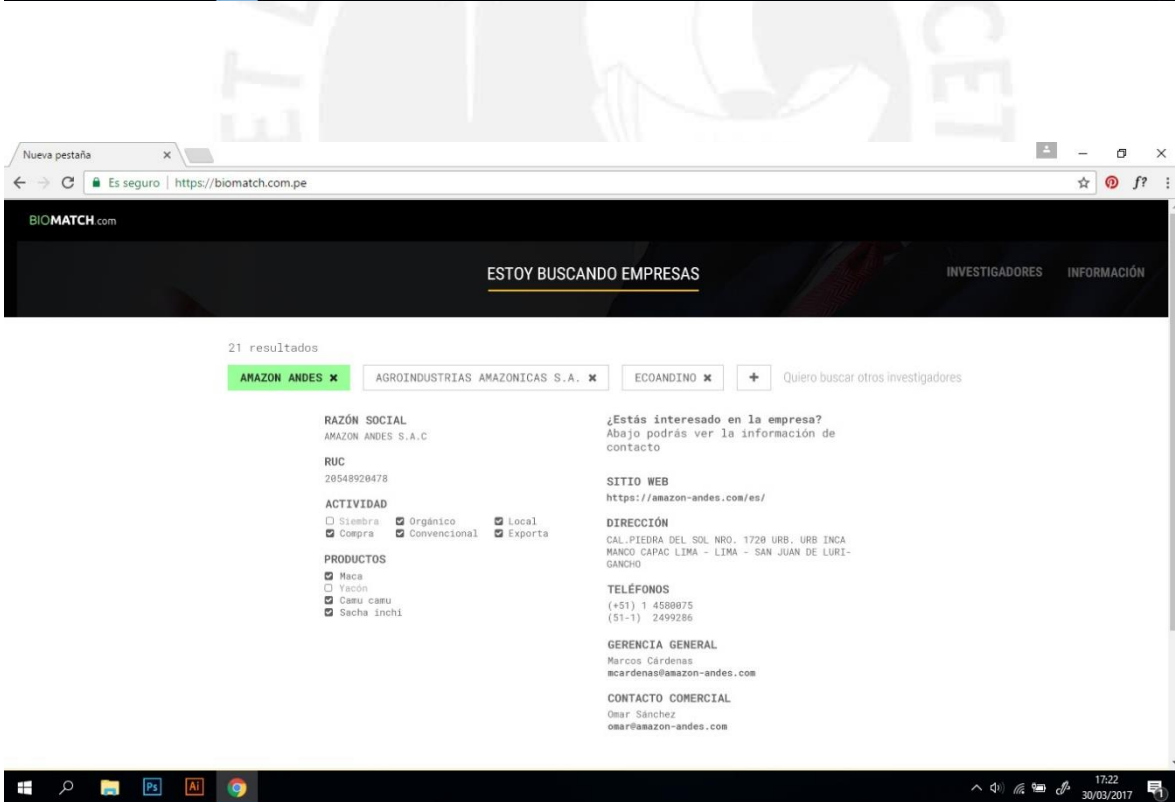 Nueva pestaña
Es seguro | https://biomatch.com.pe
f?
BIOMATCH.com
ESTOY BUSCANDO EMPRESAS
INVESTIGADORES INFORMACIÓN
21 resultados
AMAZON ANDES ✖ AGROINDUSTRIAS AMAZONICAS S.A. ✖ ECOANDINO ✖ + Quiero buscar otros investigadores
RAZÓN SOCIAL
AMAZON ANDES S.A.C
RUC
20548920478
ACTIVIDAD
Siembra Orgánico Local
Compra Convencional Exporta
PRODUCTOS
Maca
Yacón
Camu camu
Sacha inchi
¿Estás interesado en la empresa?
Abajo podrás ver la información de
contacto
SITIO WEB
https://amazon-andes.com/es/
DIRECCIÓN
CAL.PIEDRA DEL SOL NRO. 1720 URB. URB INCA
MANCO CAPAC LIMA - LIMA - SAN JUAN DE LURI-
GANCHO
TELÉFONOS
(+51) 1 4580075
(51-1) 2499286
GERENCIA GENERAL
Marcos Cárdenas
mcardenas@amazon-andes.com
CONTACTO COMERCIAL
Omar Sánchez
omar@amazon-andes.com
Ps Ai
17:22
30/03/2017
1